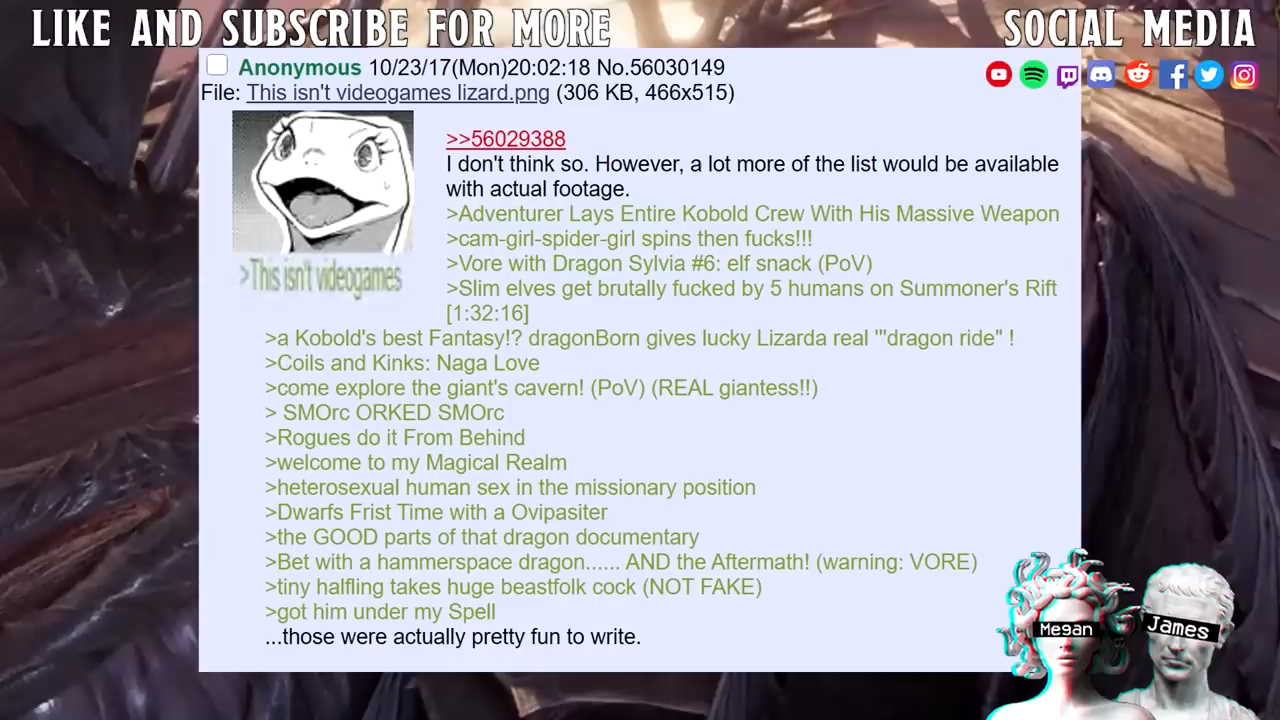 LIKE AND SUBSCRIBE FOR MORE
SOCIAL MEDIA
Anonymous 10/23/17(Mon)20:02:18 No.56030149
File: This isn't videogames lizard.png (306 KB, 466x515)
>This isn't videogames
>>56029388
I don't think so. However, a lot more of the list would be available
with actual footage.
>Adventurer Lays Entire Kobold Crew With His Massive Weapon
>cam-girl-spider-girl spins then fucks!!!
>Vore with Dragon Sylvia #6: elf snack (PoV)
>Slim elves get brutally fucked by 5 humans on Summoner's Rift
[1:32:16]
>a Kobold's best Fantasy!? dragonBorn gives lucky Lizarda real '"dragon ride" !
>Coils and Kinks: Naga Love
>come explore the giant's cavern! (PoV) (REAL giantess!!)
> SMOrc ORKED SMOrc
>Rogues do it From Behind
>welcome to my Magical Realm
>heterosexual human sex in the missionary position
>Dwarfs Frist Time with a Ovipasiter
>the GOOD parts of that dragon documentary
>Bet with a hammerspace dragon...... AND the Aftermath! (warning: VORE)
>tiny halfling takes huge beastfolk cock (NOT FAKE)
>got him under my Spell
...those were actually pretty fun to write.
Megan
James